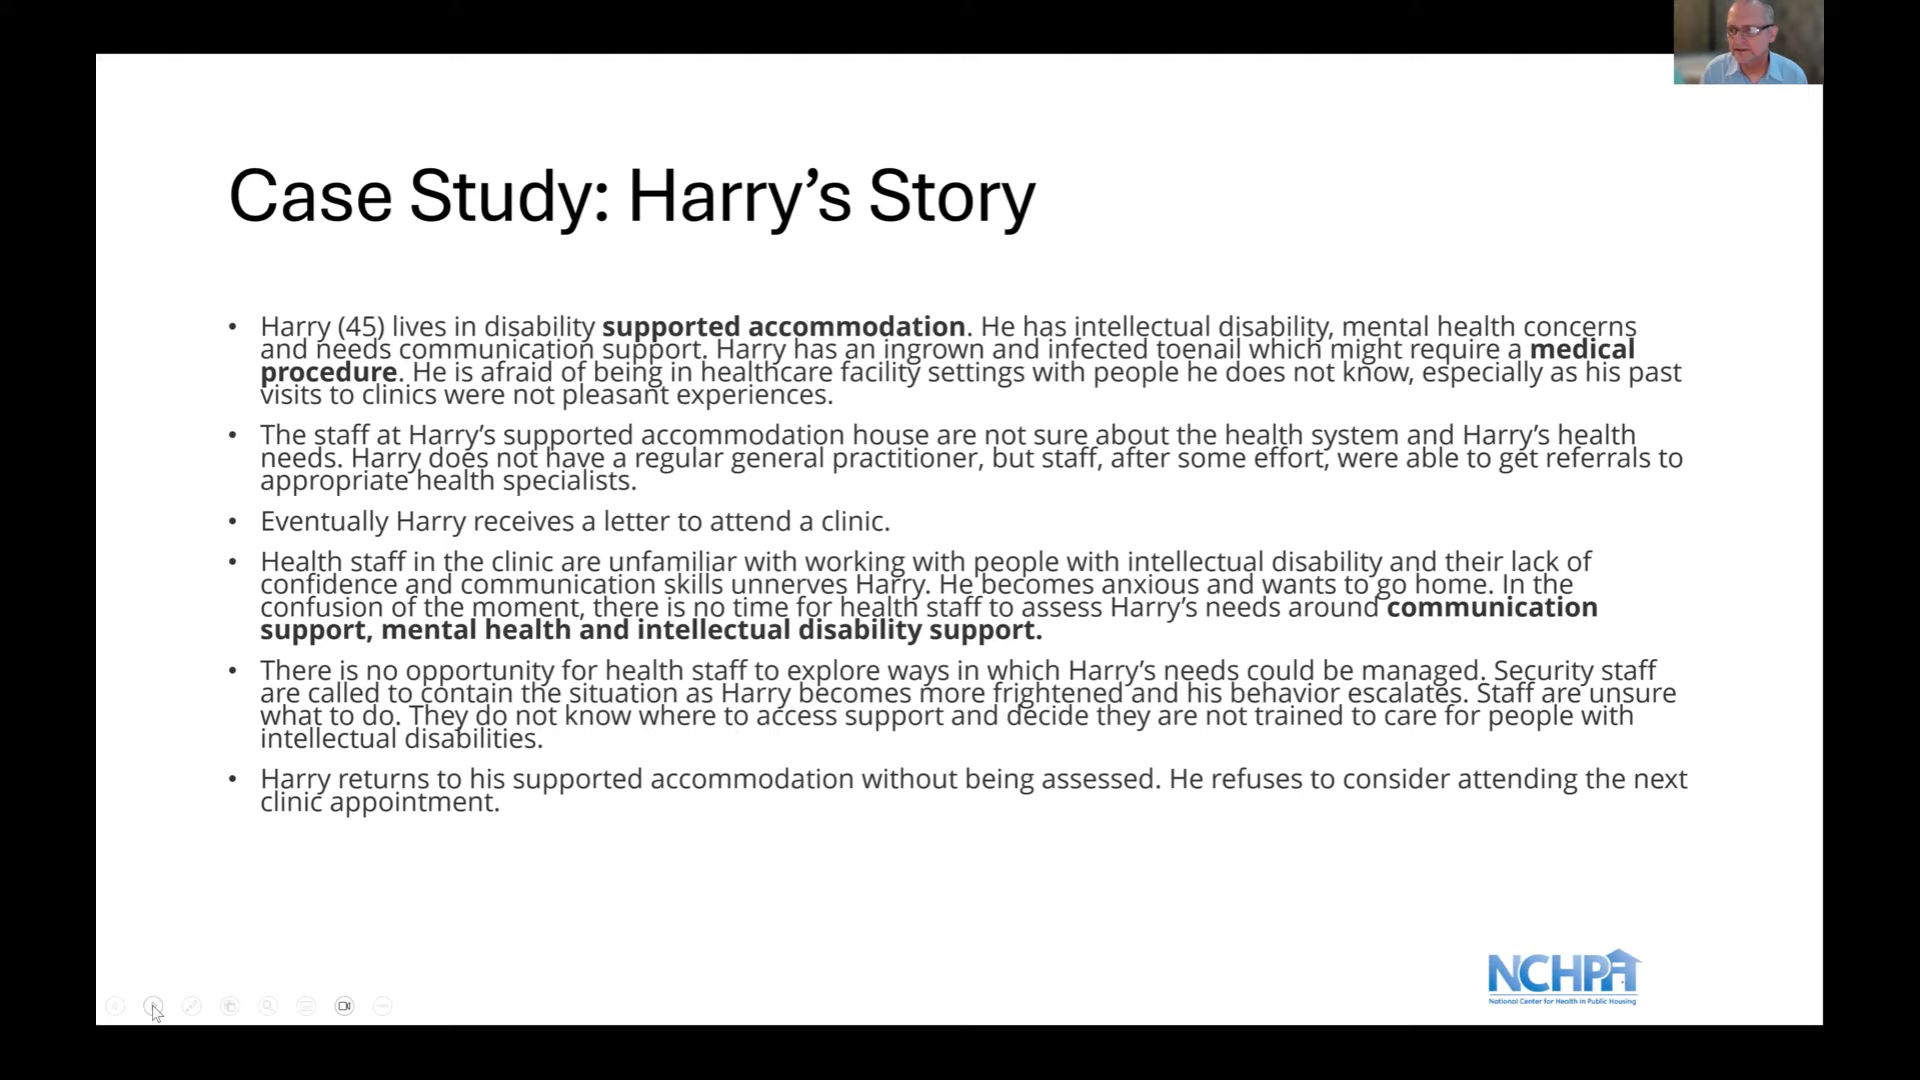 Case Study: Harry’s Story
• Harry (45) lives in disability supported accommodation. He has intellectual disability, mental health concerns
and needs communication support. Harry has an ingrown and infected toenail which might require a medical
procedure. He is afraid of being in healthcare facility settings with people he does not know, especially as his past
visits to clinics were not pleasant experiences.
• The staff at Harry’s supported accommodation house are not sure about the health system and Harry’s health
needs. Harry does not have a regular general practitioner, but staff, after some effort, were able to get referrals to
appropriate health specialists.
• Eventually Harry receives a letter to attend a clinic.
• Health staff in the clinic are unfamiliar with working with people with intellectual disability and their lack of
confidence and communication skills unnerves Harry. He becomes anxious and wants to go home. In the
confusion of the moment, there is no time for health staff to assess Harry’s needs around communication
support, mental health and intellectual disability support.
• There is no opportunity for health staff to explore ways in which Harry’s needs could be managed. Security staff
are called to contain the situation as Harry becomes more frightened and his behavior escalates. Staff are unsure
what to do. They do not know where to access support and decide they are not trained to care for people with
intellectual disabilities.
• Harry returns to his supported accommodation without being assessed. He refuses to consider attending the next
clinic appointment.
NCHPH
National Center for Health in Public Housing